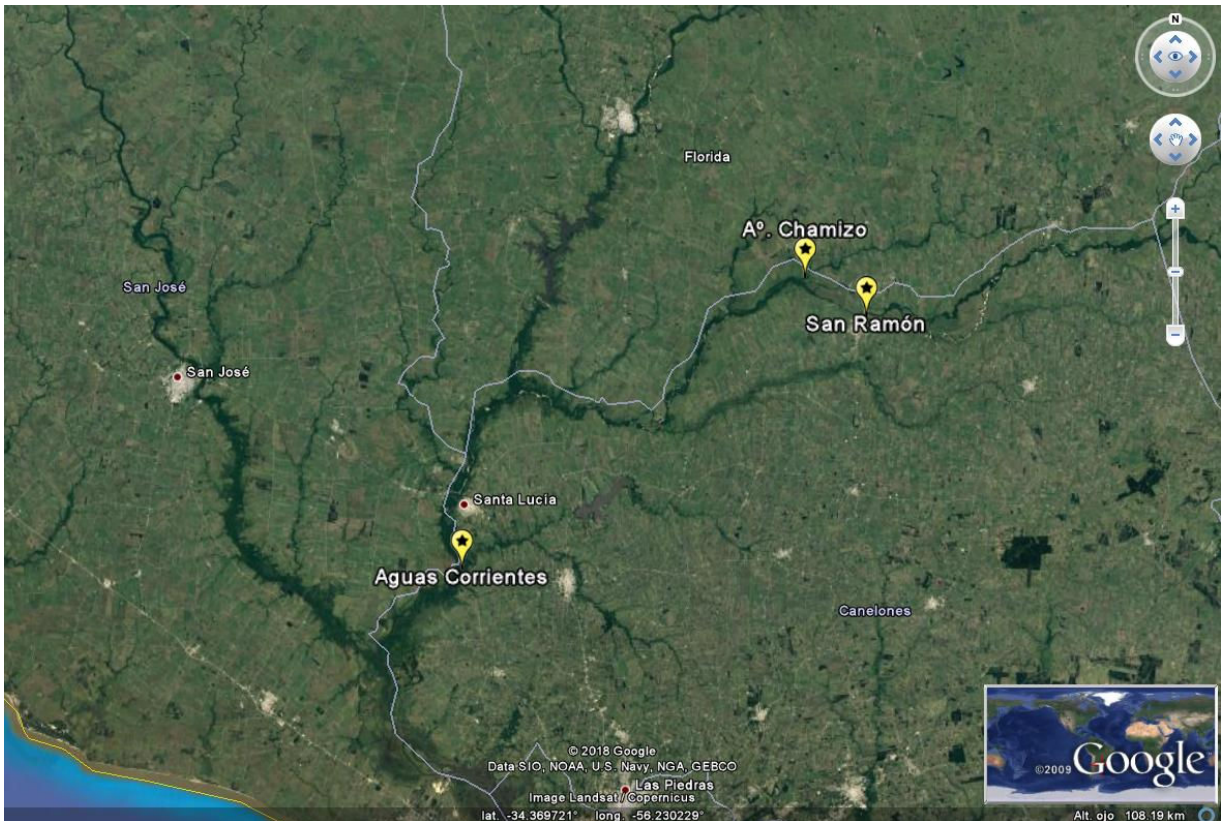 N
Florida
Aº. Chamizo
San José
San Ramón
San José
Santa Lucía
Aguas Corrientes
Canelones
© 2018 Google
Data SIO, NOAA, U.S. Navy, NGA, GEBCO
Las Piedras
Image Landsat / Copernicus
©2009 Google
lat. -34.369721° long. -56.230229°
Alt. ojo 108.19 km